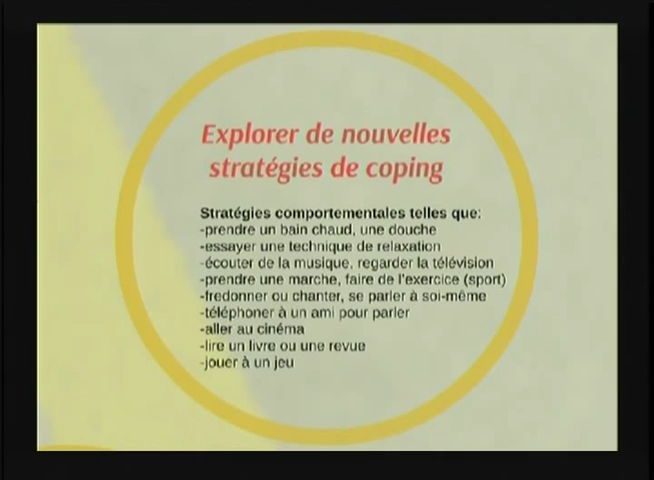 Explorer de nouvelles
stratégies de coping
Stratégies comportementales telles que:
-prendre un bain chaud, une douche
-essayer une technique de relaxation
-écouter de la musique, regarder la télévision
-prendre une marche, faire de l'exercice (sport)
-fredonner ou chanter, se parler à soi-même
-téléphoner à un ami pour parler
-aller au cinéma
-lire un livre ou une revue
-jouer à un jeu